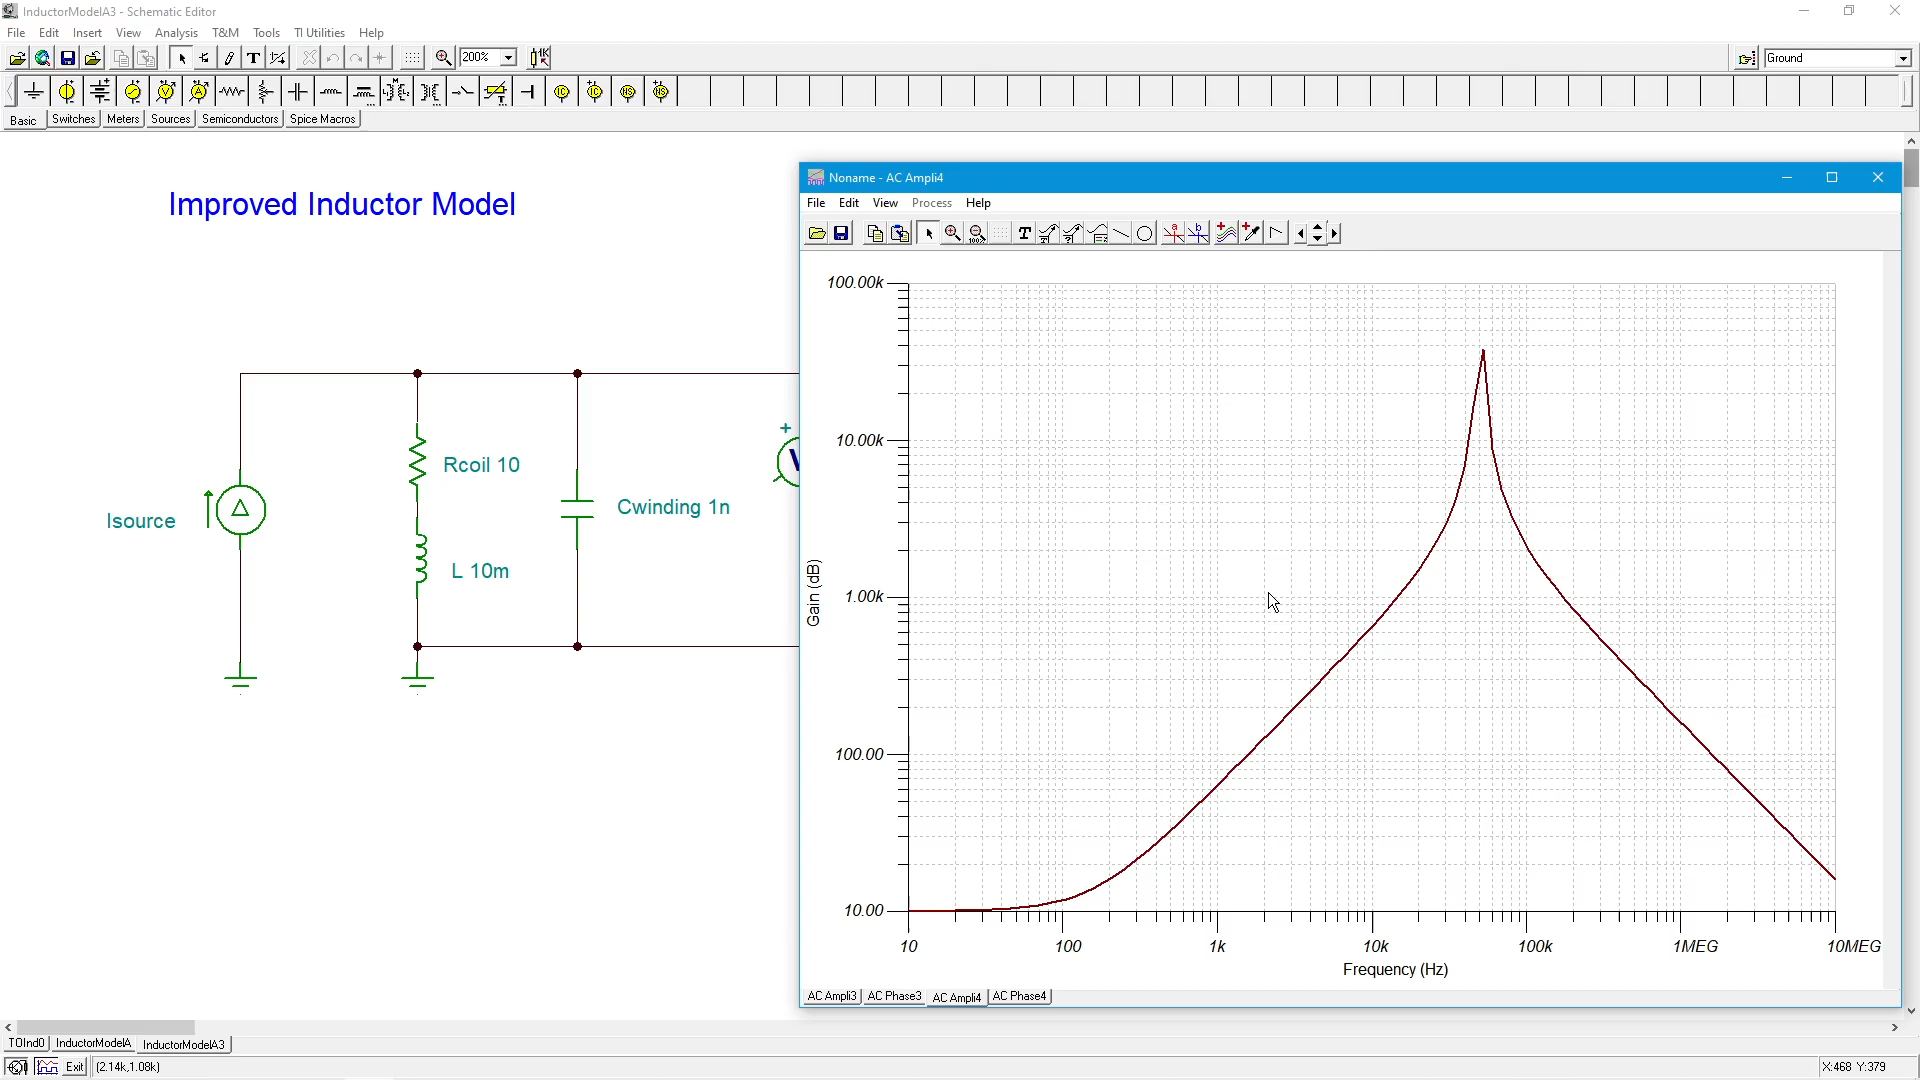 InductorModelA3 - Schematic Editor
File Edit Insert View Analysis T&M Tools TI Utilities Help
200% 1K Ground
Basic Switches Meters Sources Semiconductors Spice Macros
Improved Inductor Model
Isource
Rcoil 10
L 10m
Cwinding 1n
+
V
Noname - AC Ampli4
File Edit View Process Help
Gain (dB)
100.00k
10.00k
1.00k
100.00
10.00
10 100 1k 10k 100k 1MEG 10MEG
Frequency (Hz)
AC Ampli3 AC Phase3 AC Ampli4 AC Phase4
TOInd0 InductorModelA InductorModelA3
Exit (2.14k,1.08k) X:468 Y:379